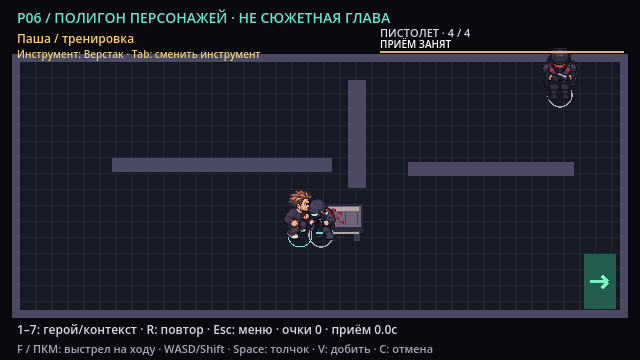 P06 / ПОЛИГОН ПЕРСОНАЖЕЙ · НЕ СЮЖЕТНАЯ ГЛАВА
Паша / тренировка
ПИСТОЛЕТ · 4 / 4
ПРИЁМ ЗАНЯТ
Инструмент: Верстак · Tab: сменить инструмент
1–7: герой/контекст · R: повтор · Esc: меню · очки 0 · приём 0.0с
F / ПКМ: выстрел на ходу · WASD/Shift · Space: толчок · V: добить · C: отмена